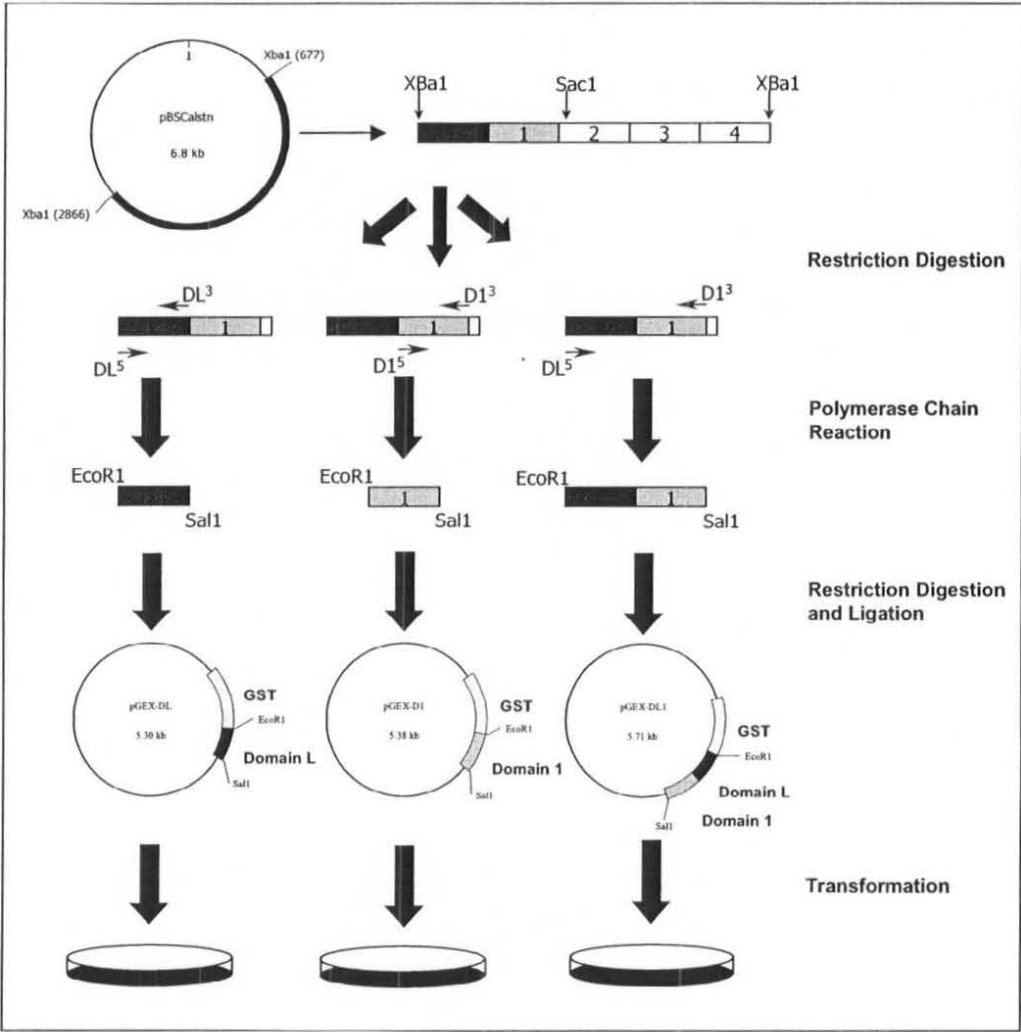 1
Xba1 (677)
pBSCalstn
6.8 kb
Xba1 (2866)
XBa1
Sac1
XBa1
1
2
3
4
Restriction Digestion
DL3
1
DL5
D13
1
D15
D13
1
DL5
Polymerase Chain
Reaction
EcoR1
Sal1
EcoR1
1
Sal1
EcoR1
1
Sal1
Restriction Digestion
and Ligation
pGEX-DL
5.30 kb
GST
EcoR1
Domain L
Sal1
pGEX-D1
5.38 kb
GST
EcoR1
Domain 1
Sal1
pGEX-DL1
5.71 kb
GST
EcoR1
Domain L
Domain 1
Sal1
Transformation